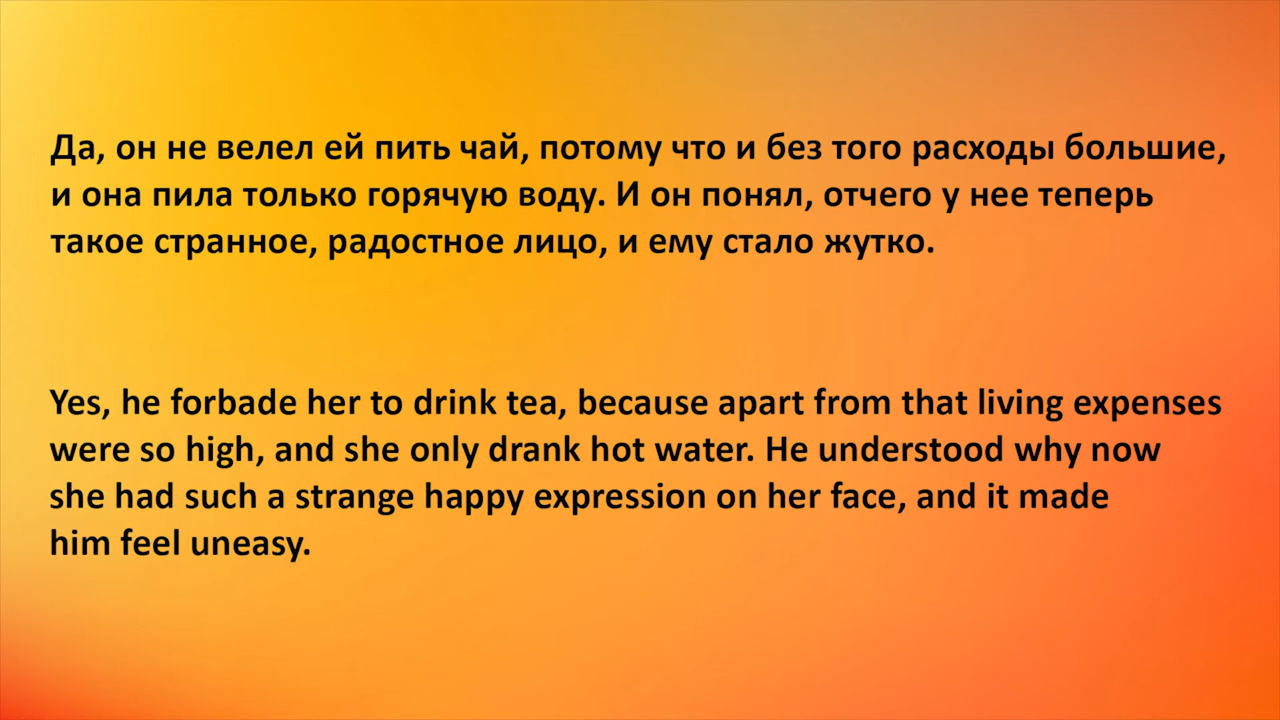 Да, он не велел ей пить чай, потому что и без того расходы большие,
и она пила только горячую воду. И он понял, отчего у нее теперь
такое странное, радостное лицо, и ему стало жутко.
Yes, he forbade her to drink tea, because apart from that living expenses
were so high, and she only drank hot water. He understood why now
she had such a strange happy expression on her face, and it made
him feel uneasy.